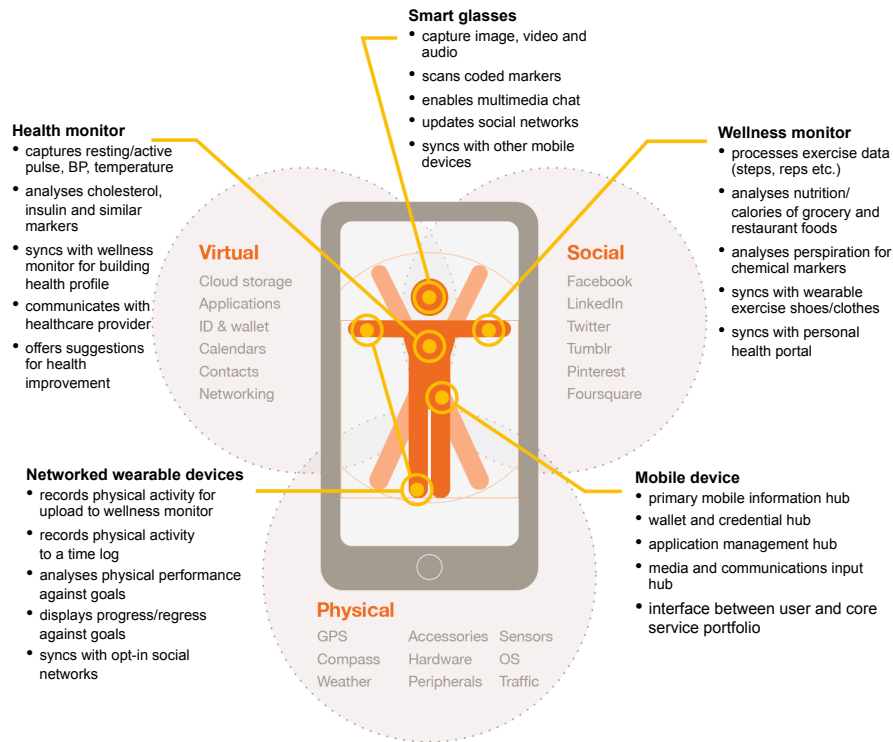 Smart glasses
• capture image, video and
audio
• scans coded markers
• enables multimedia chat
• updates social networks
• syncs with other mobile
devices
Health monitor
• captures resting/active
pulse, BP, temperature
• analyses cholesterol,
insulin and similar
markers
• syncs with wellness
monitor for building
health profile
• communicates with
healthcare provider
• offers suggestions
for health
improvement
Wellness monitor
• processes exercise data
(steps, reps etc.)
• analyses nutrition/
calories of grocery and
restaurant foods
• analyses perspiration for
chemical markers
• syncs with wearable
exercise shoes/clothes
• syncs with personal
health portal
Virtual
Cloud storage
Applications
ID & wallet
Calendars
Contacts
Networking
Social
Facebook
LinkedIn
Twitter
Tumblr
Pinterest
Foursquare
Networked wearable devices
• records physical activity for
upload to wellness monitor
• records physical activity
to a time log
• analyses physical performance
against goals
• displays progress/regress
against goals
• syncs with opt-in social
networks
Mobile device
• primary mobile information hub
• wallet and credential hub
• application management hub
• media and communications input
hub
• interface between user and core
service portfolio
Physical
GPS Accessories Sensors
Compass Hardware OS
Weather Peripherals Traffic